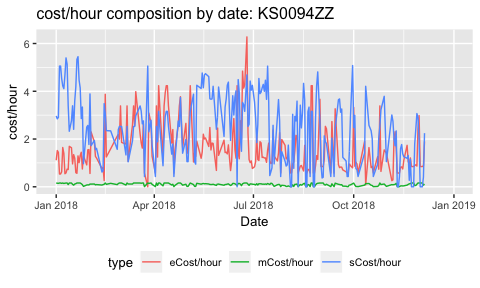 cost/hour composition by date: KS0094ZZ
6
4
2
0
cost/hour
Jan 2018 Apr 2018 Jul 2018 Oct 2018 Jan 2019
Date
type eCost/hour mCost/hour sCost/hour